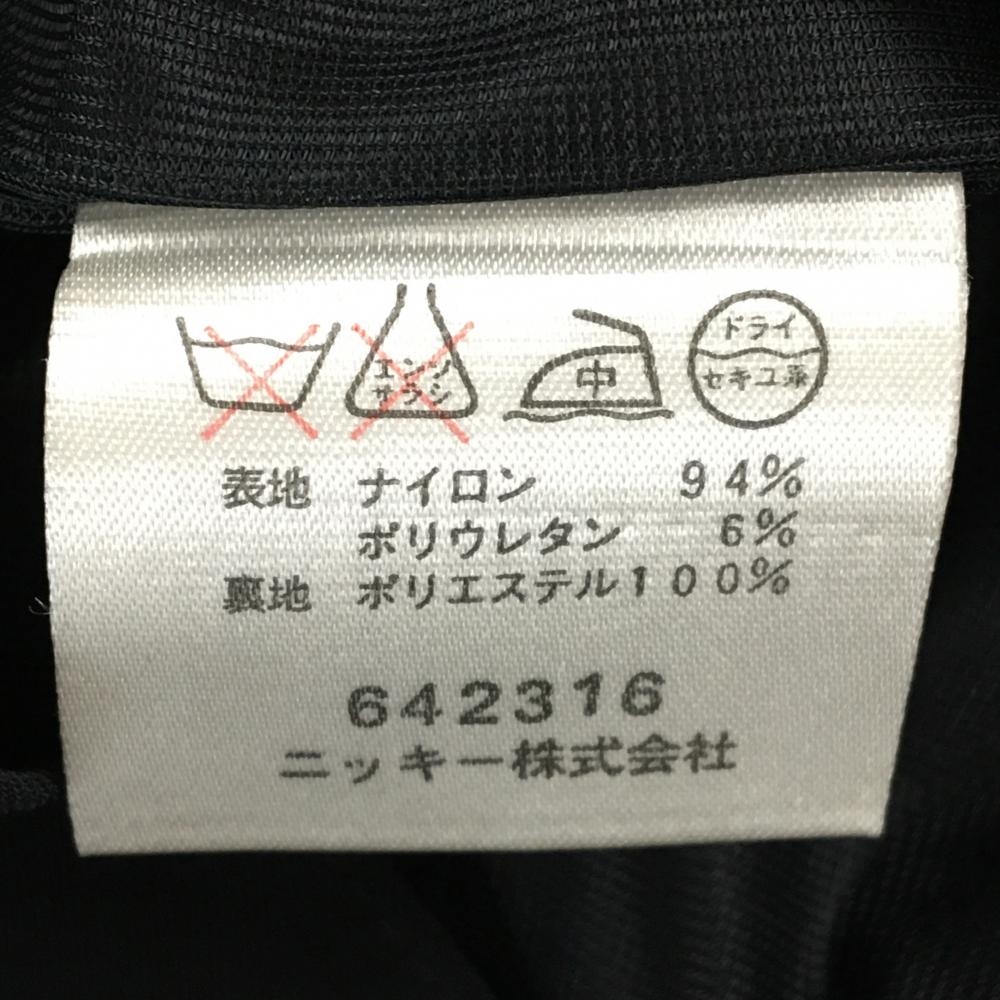 エンソ
サラシ
中
ドライ
セキユ系
表地 ナイロン 94%
ポリウレタン 6%
裏地 ポリエステル100%
642316
ニッキー株式会社